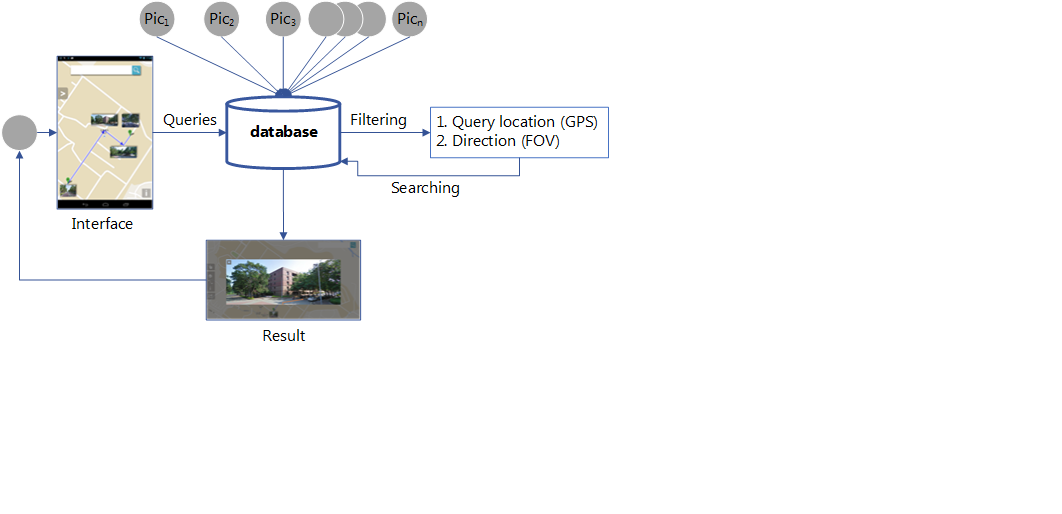 Pic1 Pic2 Pic3 Picn
Queries
database
Filtering
1. Query location (GPS)
2. Direction (FOV)
Searching
Interface
Result